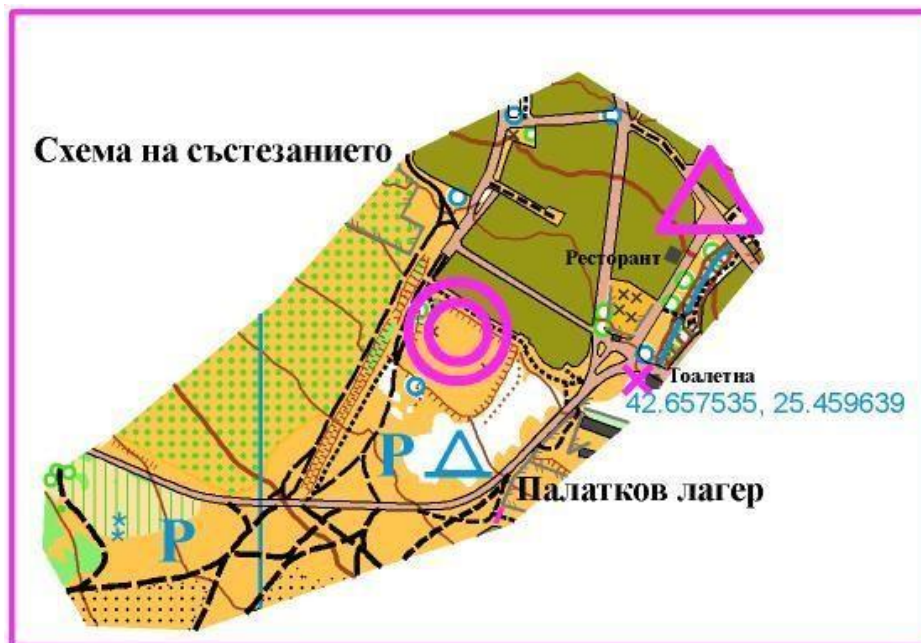 Схема на състезанието
Ресторант
Тоалетна
42.657535, 25.459639
P
Палатков лагер
P